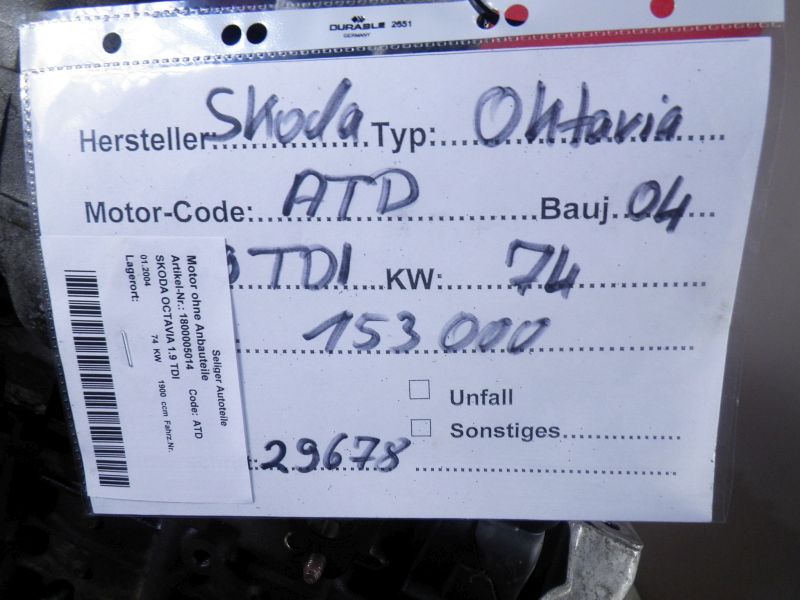 DURABLE 2651
GERMANY
Hersteller Skoda Typ: Oktavia
Motor-Code: ATD Bauj. 04
TDI KW: 74
153 000
Unfall
Sonstiges
29678
Seliger Autoteile
Motor ohne Anbauteile
Artikel-Nr.: 1800005014 Code: ATD
SKODA OCTAVIA 1.9 TDI
01.2004 74 KW 1900 ccm Fahrz.Nr.
Lagerort: